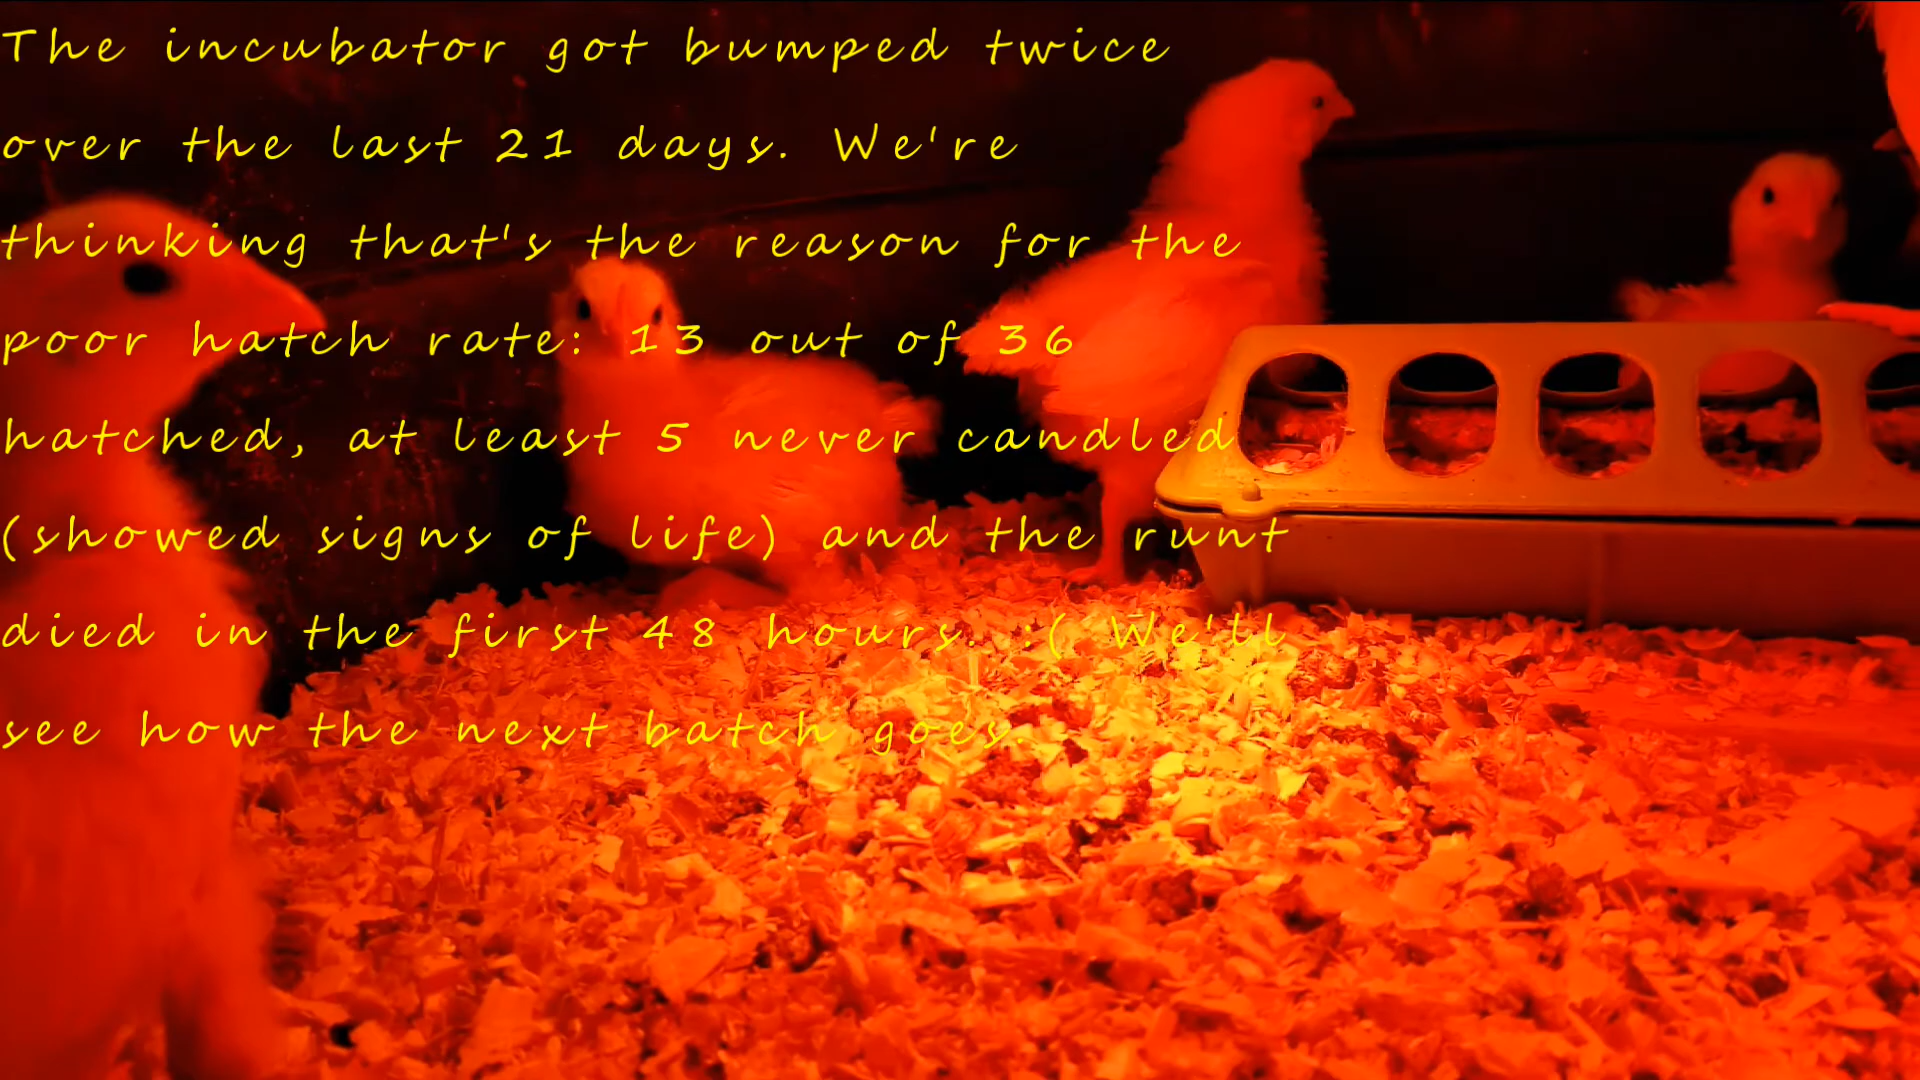 The incubator got bumped twice
over the last 21 days. We're
thinking that's the reason for the
poor hatch rate: 13 out of 36
hatched, at least 5 never candled
(showed signs of life) and the runt
died in the first 48 hours. :( We'll
see how the next batch goes.